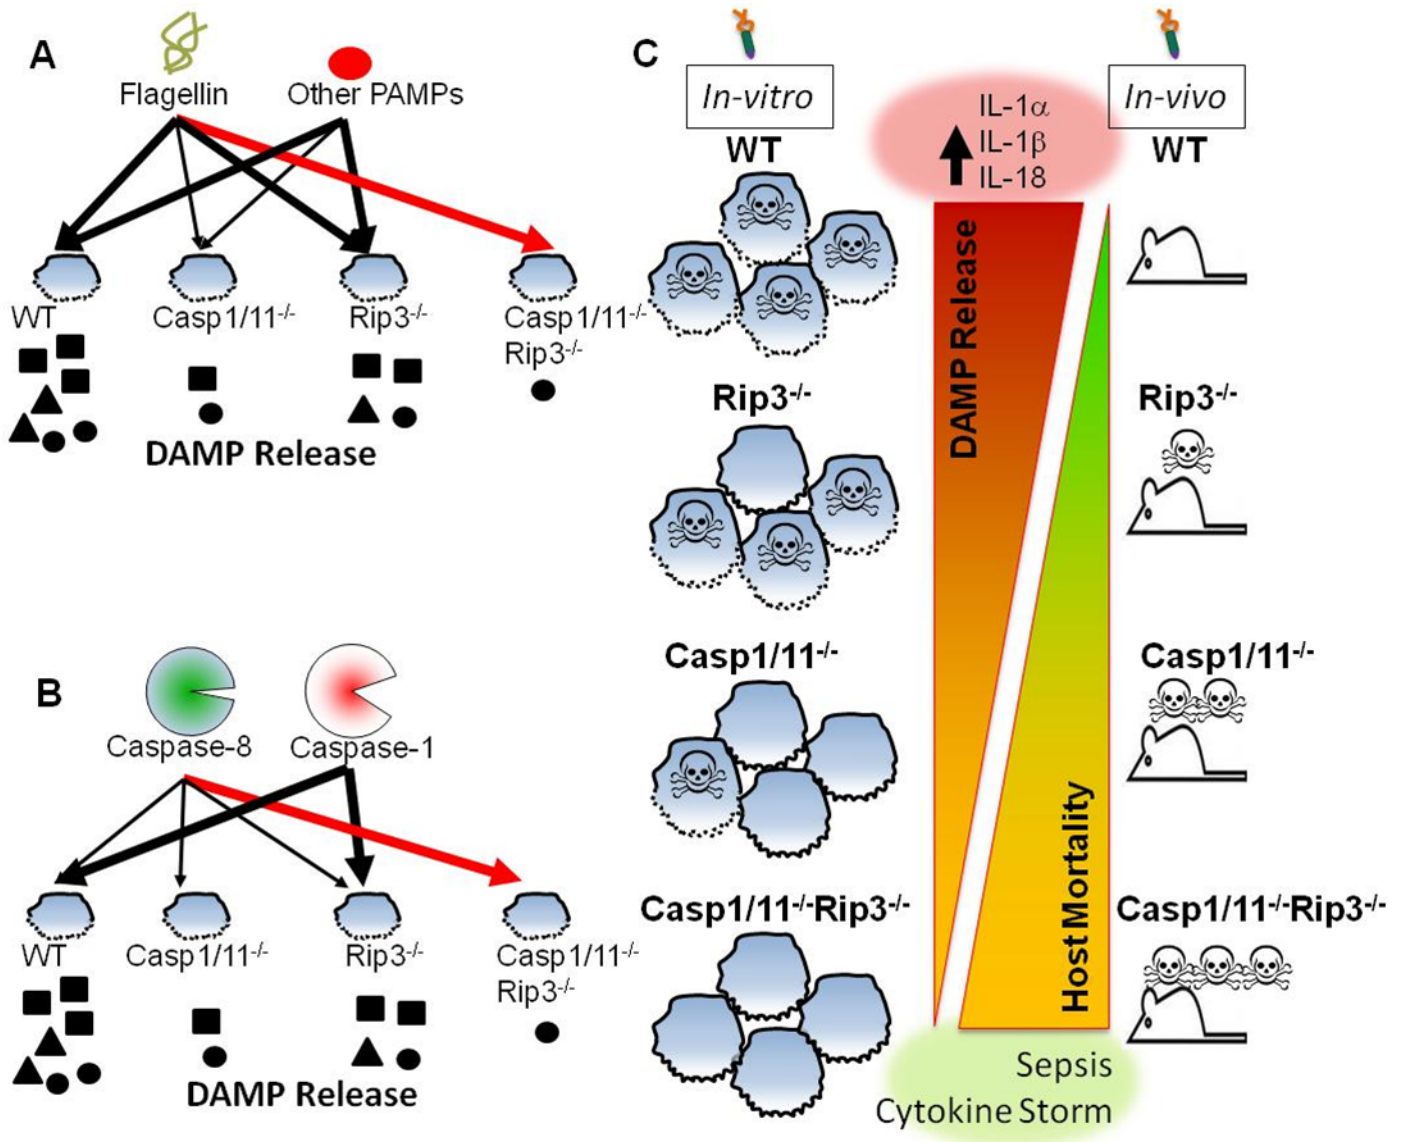 A
Flagellin
Other PAMPs
WT
Casp1/11-/-
Rip3-/-
Casp1/11-/-
Rip3-/-
DAMP Release
B
Caspase-8
Caspase-1
WT
Casp1/11-/-
Rip3-/-
Casp1/11-/-
Rip3-/-
DAMP Release
C
In-vitro
WT
Rip3-/-
Casp1/11-/-
Casp1/11-/-Rip3-/-
IL-1α
IL-1β
IL-18
DAMP Release
Host Mortality
Sepsis
Cytokine Storm
In-vivo
WT
Rip3-/-
Casp1/11-/-
Casp1/11-/-Rip3-/-